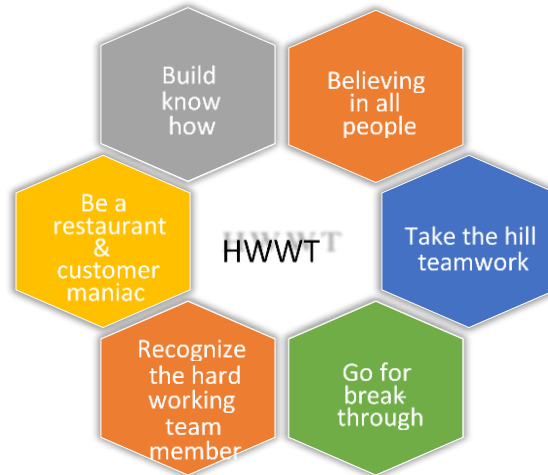 Build
know
how
Believing
in all
people
Be a
restaurant
&
customer
maniac
HWWT
HWWT
Take the hill
teamwork
Recognize
the hard
working
team
member
Go for
break-
through